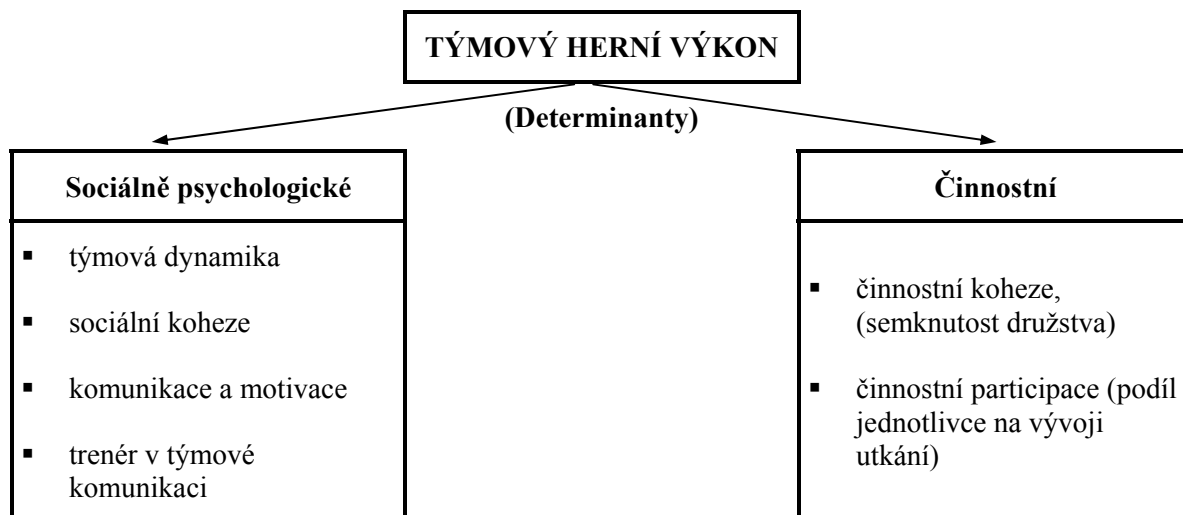 TÝMOVÝ HERNÍ VÝKON
(Determinanty)
Sociálně psychologické
▪ týmová dynamika
▪ sociální koheze
▪ komunikace a motivace
▪ trenér v týmové
komunikaci
Činnostní
▪ činnostní koheze,
(semknutost družstva)
▪ činnostní participace (podíl
jednotlivce na vývoji
utkání)